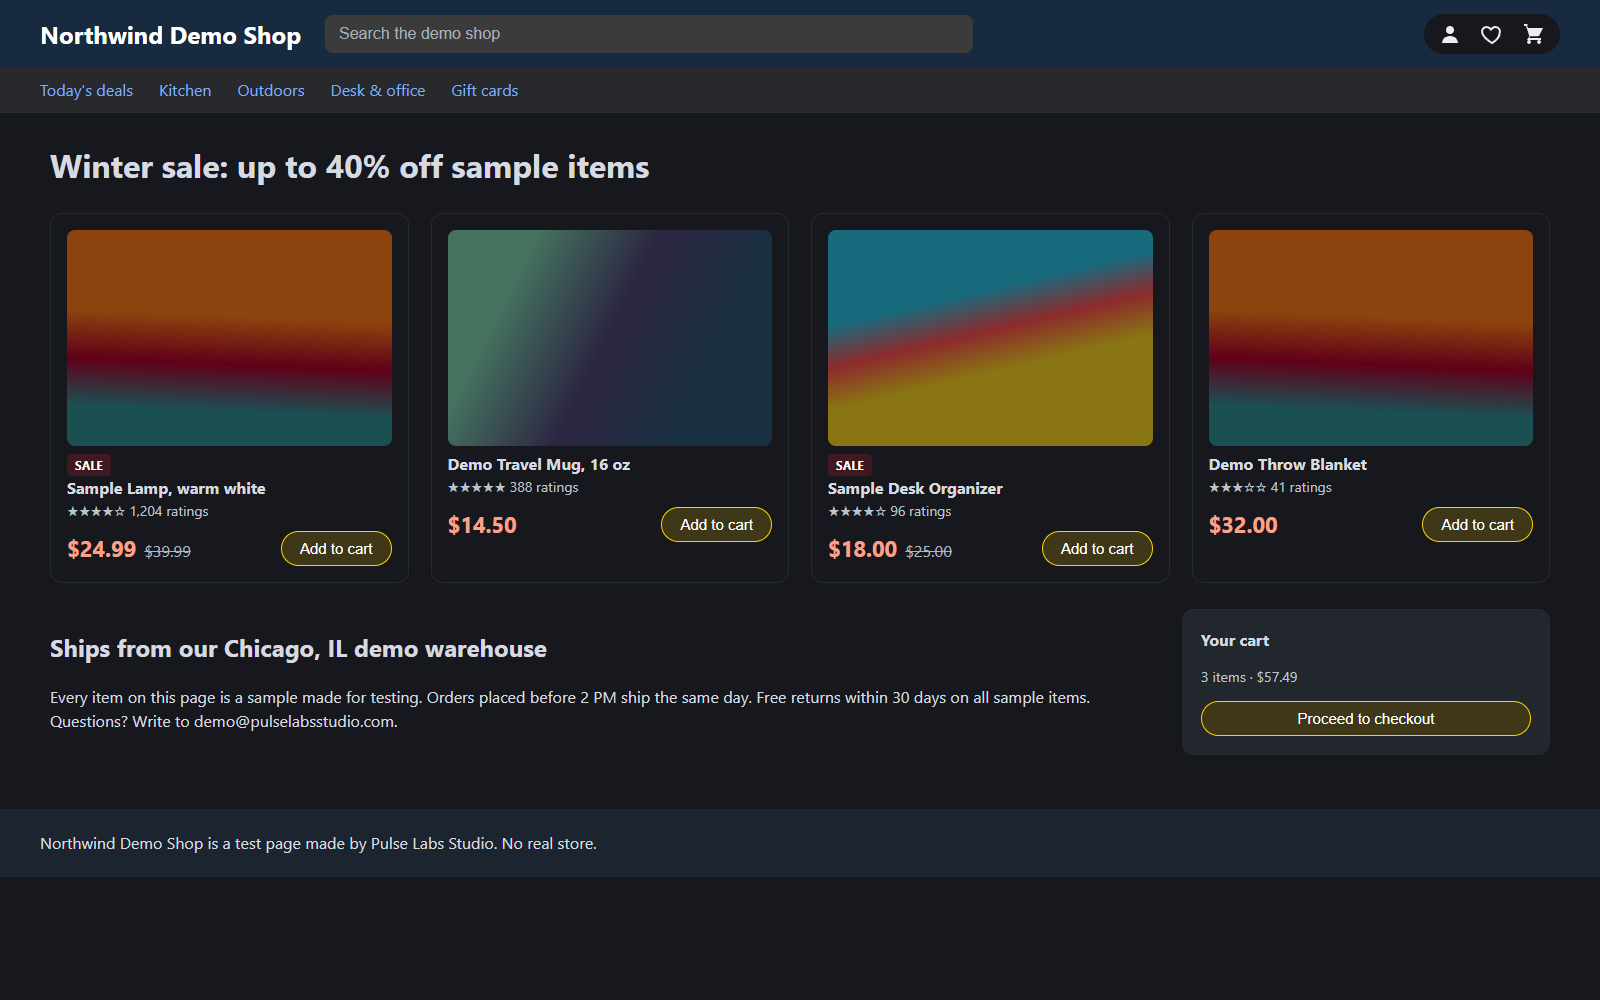 Northwind Demo Shop
Search the demo shop
Today's deals
Kitchen
Outdoors
Desk & office
Gift cards
Winter sale: up to 40% off sample items
SALE
Sample Lamp, warm white
★★★★☆ 1,204 ratings
$24.99 $39.99
Add to cart
Demo Travel Mug, 16 oz
★★★★★ 388 ratings
$14.50
Add to cart
SALE
Sample Desk Organizer
★★★★☆ 96 ratings
$18.00 $25.00
Add to cart
Demo Throw Blanket
★★★☆☆ 41 ratings
$32.00
Add to cart
Ships from our Chicago, IL demo warehouse
Every item on this page is a sample made for testing. Orders placed before 2 PM ship the same day. Free returns within 30 days on all sample items.
Questions? Write to demo@pulselabsstudio.com.
Your cart
3 items · $57.49
Proceed to checkout
Northwind Demo Shop is a test page made by Pulse Labs Studio. No real store.